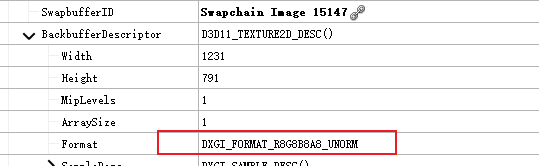 SwapbufferID Swapchain Image 15147
BackbufferDescriptor D3D11_TEXTURE2D_DESC()
Width 1231
Height 791
MipLevels 1
ArraySize 1
Format DXGI_FORMAT_R8G8B8A8_UNORM
SampleDesc DXGI_SAMPLE_DESC()